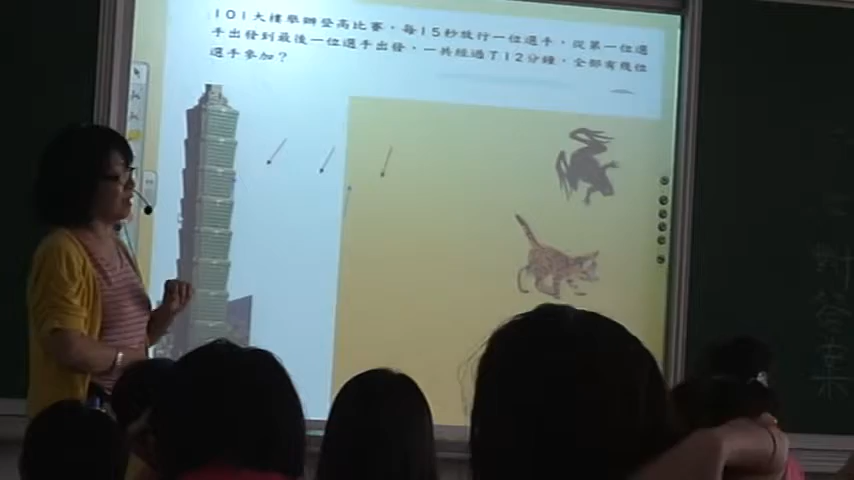 101大樓舉辦登高比賽，每15秒放行一位選手，從第一位選
手出發到最後一位選手出發，一共經過了12分鐘，全部有幾位
選手參加？